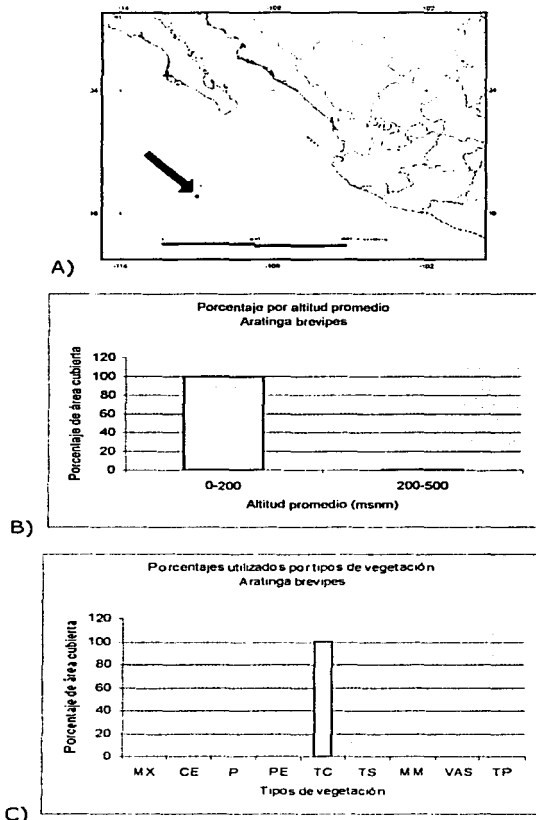 -114 -108 -102
24 24
-114 -108 -102
A)
Porcentaje por altitud promedio
Aratinga brevipes
Porcentaje de área cubierta
120
100
80
60
40
20
0
0-200 200-500
Altitud promedio (msnm)
B)
Porcentajes utilizados por tipos de vegetación
Aratinga brevipes
Porcentaje de área cubierta
120
100
80
60
40
20
0
MX CE P PE TC TS MM VAS TP
Tipos de vegetación
C)